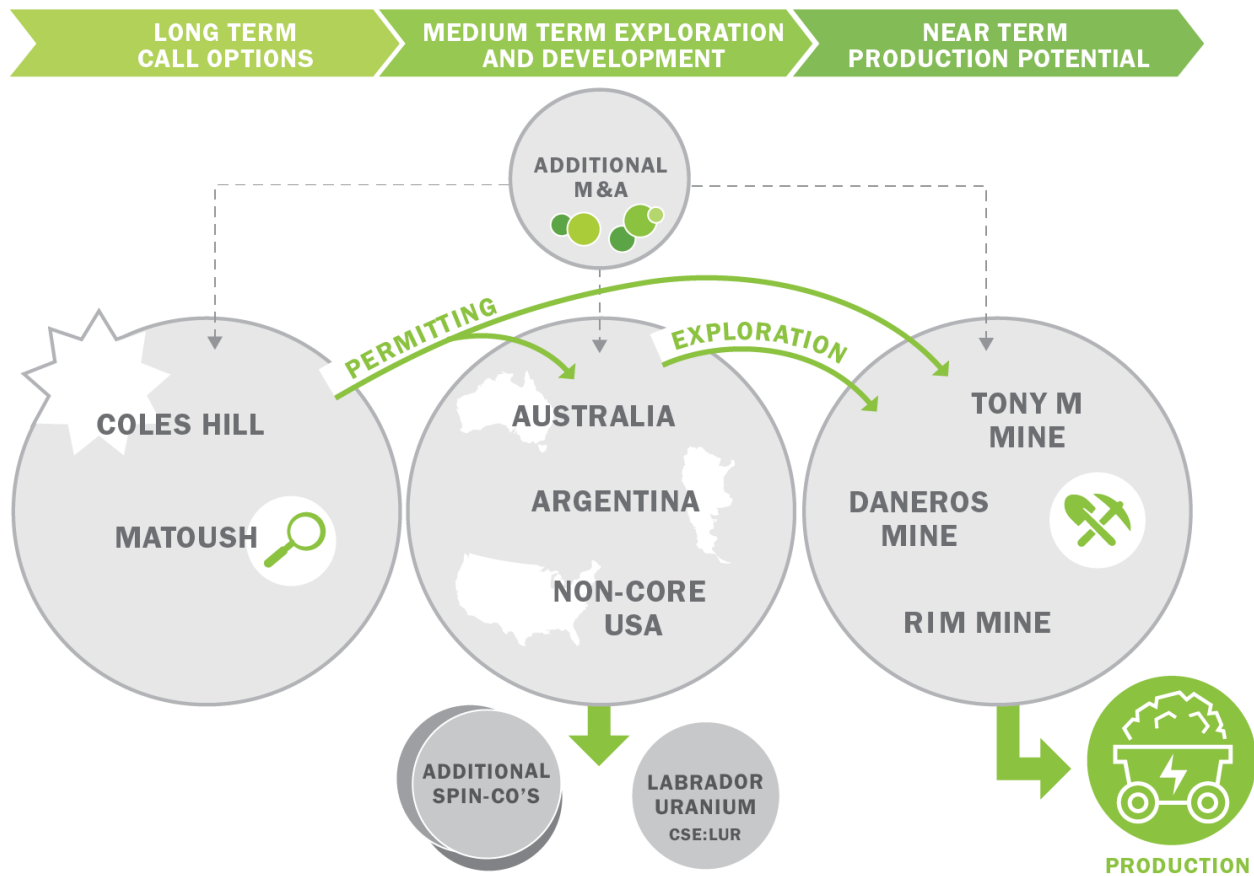 LONG TERM
CALL OPTIONS
MEDIUM TERM EXPLORATION
AND DEVELOPMENT
NEAR TERM
PRODUCTION POTENTIAL
ADDITIONAL
M&A
PERMITTING
EXPLORATION
COLES HILL
MATOUSH
AUSTRALIA
ARGENTINA
NON-CORE
USA
TONY M
MINE
DANEROS
MINE
RIM MINE
ADDITIONAL
SPIN-CO'S
LABRADOR
URANIUM
CSE:LUR
PRODUCTION